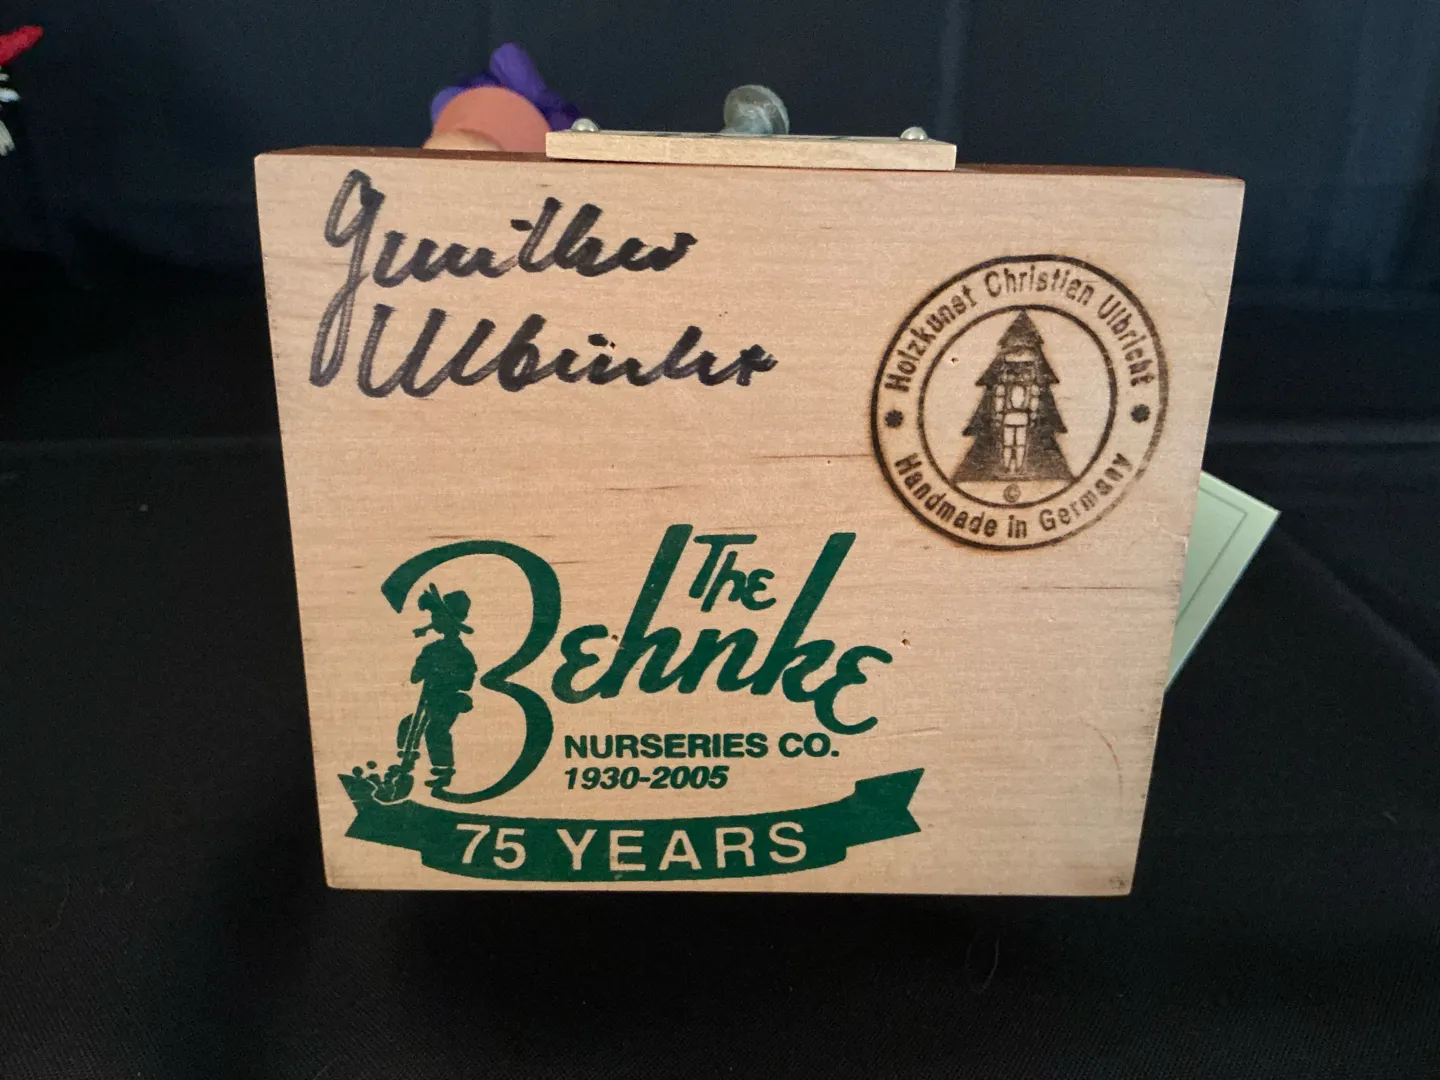 Gunther
Ulbricht
Holzkunst Christian Ulbricht
Handmade in Germany
©
The
Behnke
NURSERIES CO.
1930-2005
75 YEARS